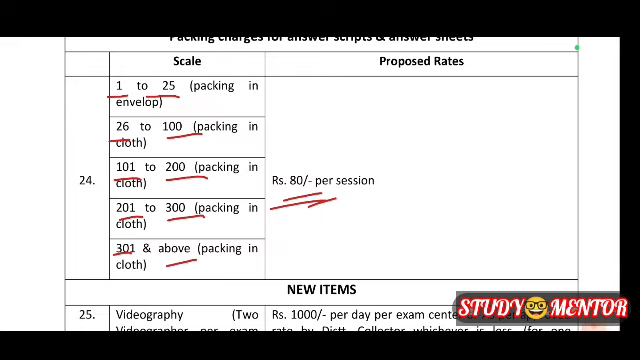 Packing charges for answer scripts & answer sheets
Scale Proposed Rates
1 to 25 (packing in
envelop)
26 to 100 (packing in
cloth)
101 to 200 (packing in
cloth)
24. Rs. 80/- per session
201 to 300 (packing in
cloth)
301 & above (packing in
cloth)
NEW ITEMS
25. Videography (Two Rs. 1000/- per day per exam
Videographer per exam rate by Distt. Collector whichever is less (for one
STUDY MENTOR